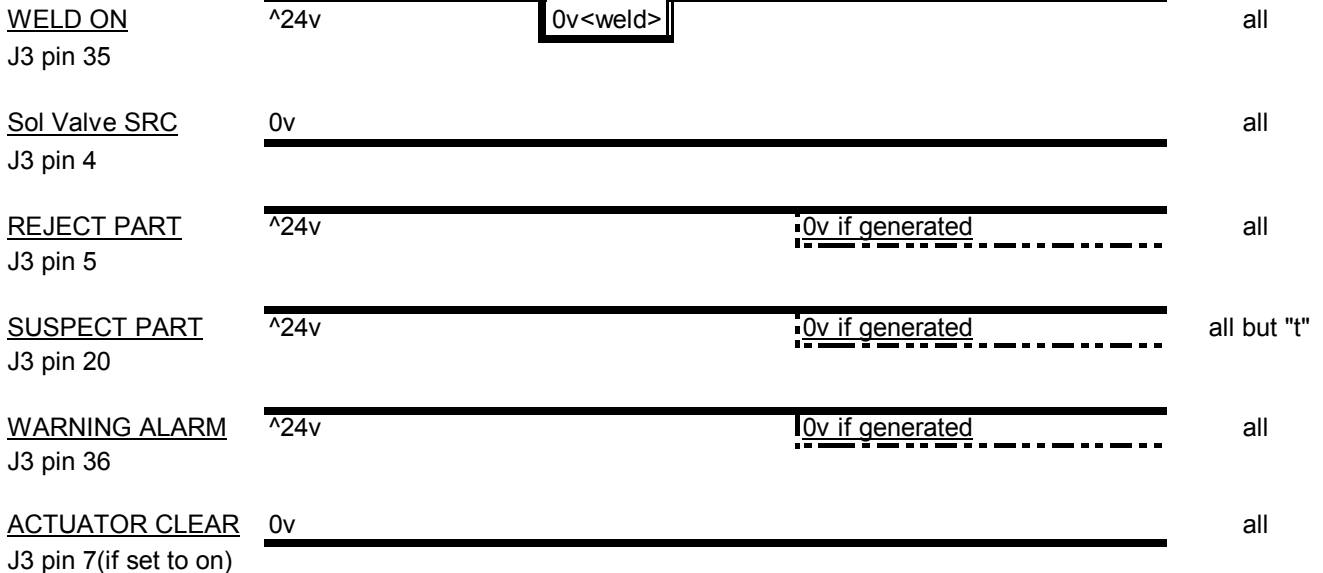 WELD ON ^24v 0v<weld> all
J3 pin 35
Sol Valve SRC 0v all
J3 pin 4
REJECT PART ^24v 0v if generated all
J3 pin 5
SUSPECT PART ^24v 0v if generated all but "t"
J3 pin 20
WARNING ALARM ^24v 0v if generated all
J3 pin 36
ACTUATOR CLEAR 0v all
J3 pin 7(if set to on)